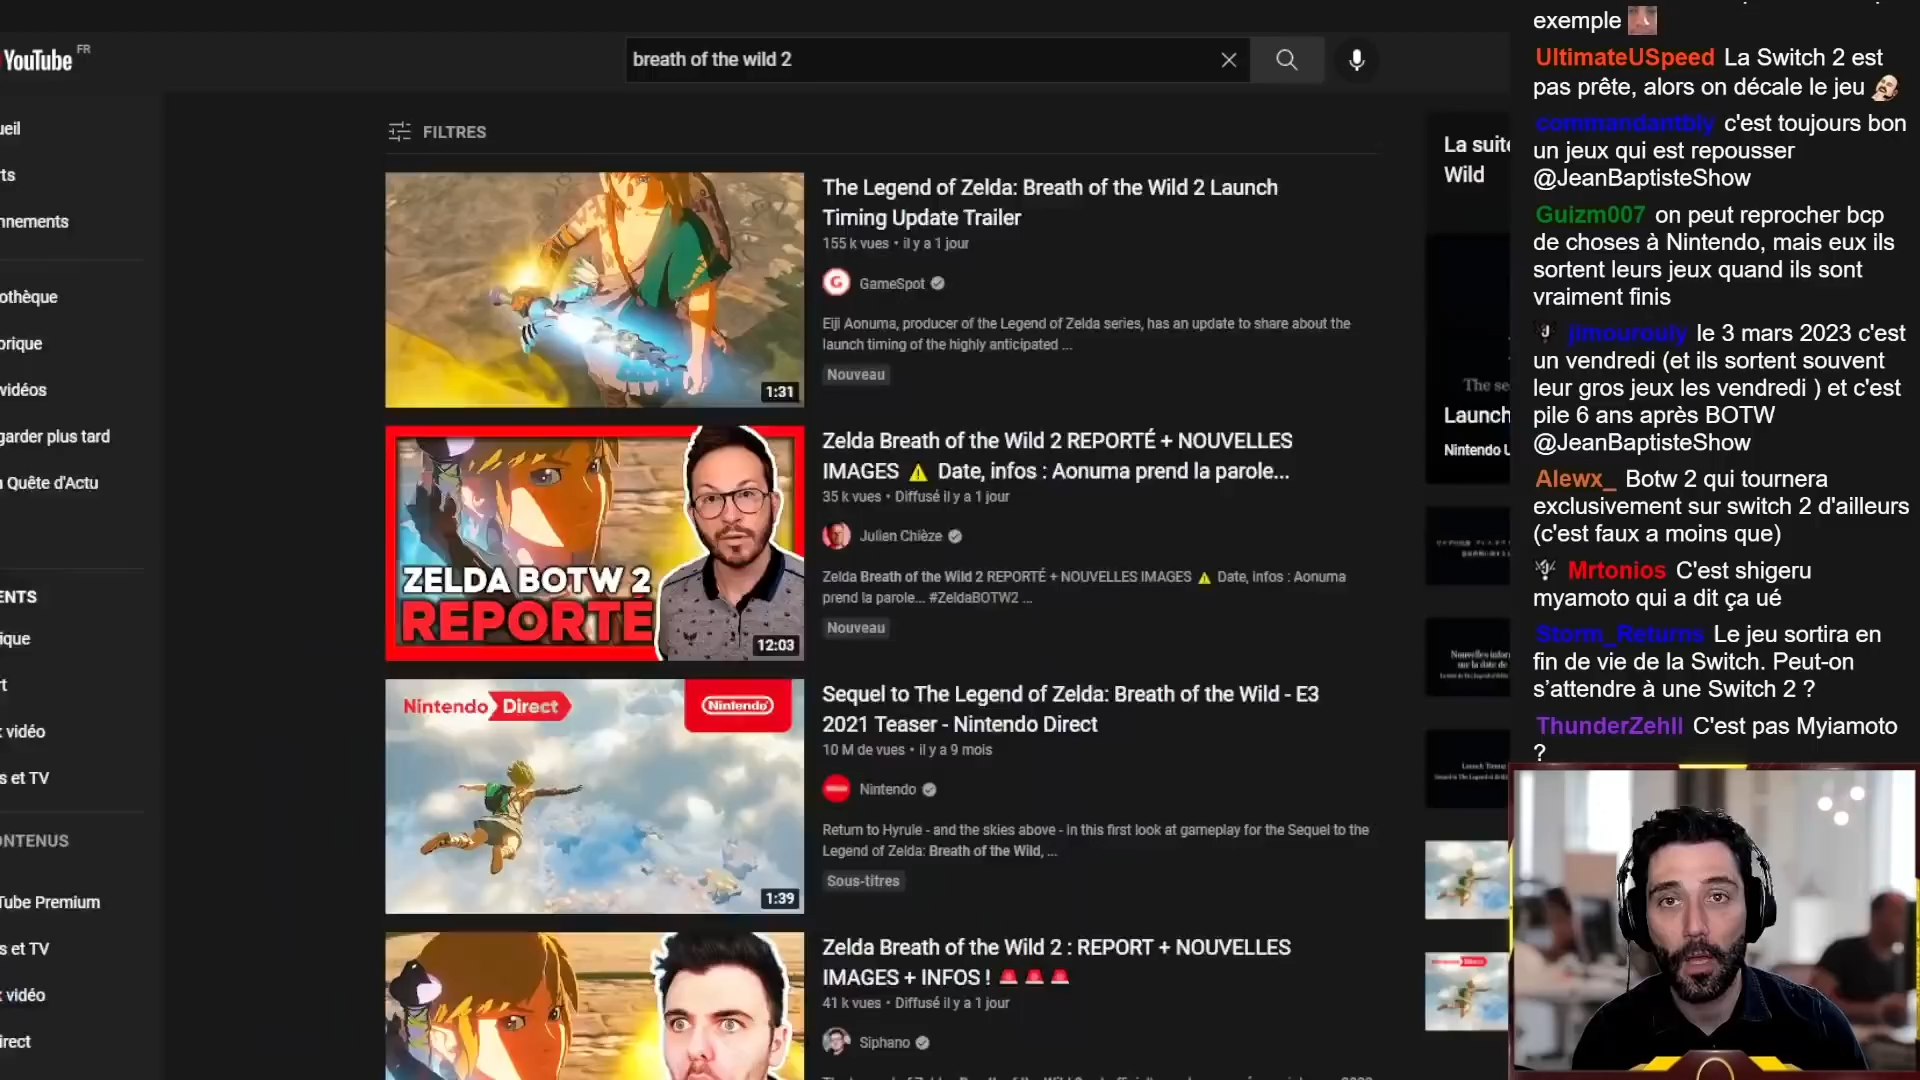 YouTube FR
breath of the wild 2
ueil
rts
nnements
othèque
orique
vidéos
garder plus tard
n Quête d'Actu
ENTS
ique
rt
x vidéo
s et TV
ONTENUS
Tube Premium
s et TV
x vidéo
irect
FILTRES
1:31
The Legend of Zelda: Breath of the Wild 2 Launch
Timing Update Trailer
155 k vues • il y a 1 jour
G GameSpot
Eiji Aonuma, producer of the Legend of Zelda series, has an update to share about the
launch timing of the highly anticipated ...
Nouveau
ZELDA BOTW 2
REPORTÉ
12:03
Zelda Breath of the Wild 2 REPORTÉ + NOUVELLES
IMAGES ⚠ Date, infos : Aonuma prend la parole...
35 k vues • Diffusé il y a 1 jour
Julien Chièze
Zelda Breath of the Wild 2 REPORTÉ + NOUVELLES IMAGES ⚠ Date, infos : Aonuma
prend la parole... #ZeldaBOTW2 ...
Nouveau
Nintendo Direct
Nintendo
1:39
Sequel to The Legend of Zelda: Breath of the Wild - E3
2021 Teaser - Nintendo Direct
10 M de vues • il y a 9 mois
Nintendo
Return to Hyrule - and the skies above - in this first look at gameplay for the Sequel to the
Legend of Zelda: Breath of the Wild, ...
Sous-titres
Zelda Breath of the Wild 2 : REPORT + NOUVELLES
IMAGES + INFOS ! 🚨 🚨 🚨
41 k vues • Diffusé il y a 1 jour
Siphano
La suite
Wild
The se
Launch
Nintendo U
exemple
UltimateUSpeed La Switch 2 est
pas prête, alors on décale le jeu
commandantbly c'est toujours bon
un jeux qui est repousser
@JeanBaptisteShow
Guizm007 on peut reprocher bcp
de choses à Nintendo, mais eux ils
sortent leurs jeux quand ils sont
vraiment finis
jimourouly le 3 mars 2023 c'est
un vendredi (et ils sortent souvent
leur gros jeux les vendredi ) et c'est
pile 6 ans après BOTW
@JeanBaptisteShow
Alewx_ Botw 2 qui tournera
exclusivement sur switch 2 d'ailleurs
(c'est faux a moins que)
Mrtonios C'est shigeru
myamoto qui a dit ça ué
Storm_Returns Le jeu sortira en
fin de vie de la Switch. Peut-on
s'attendre à une Switch 2 ?
ThunderZehll C'est pas Myiamoto
?